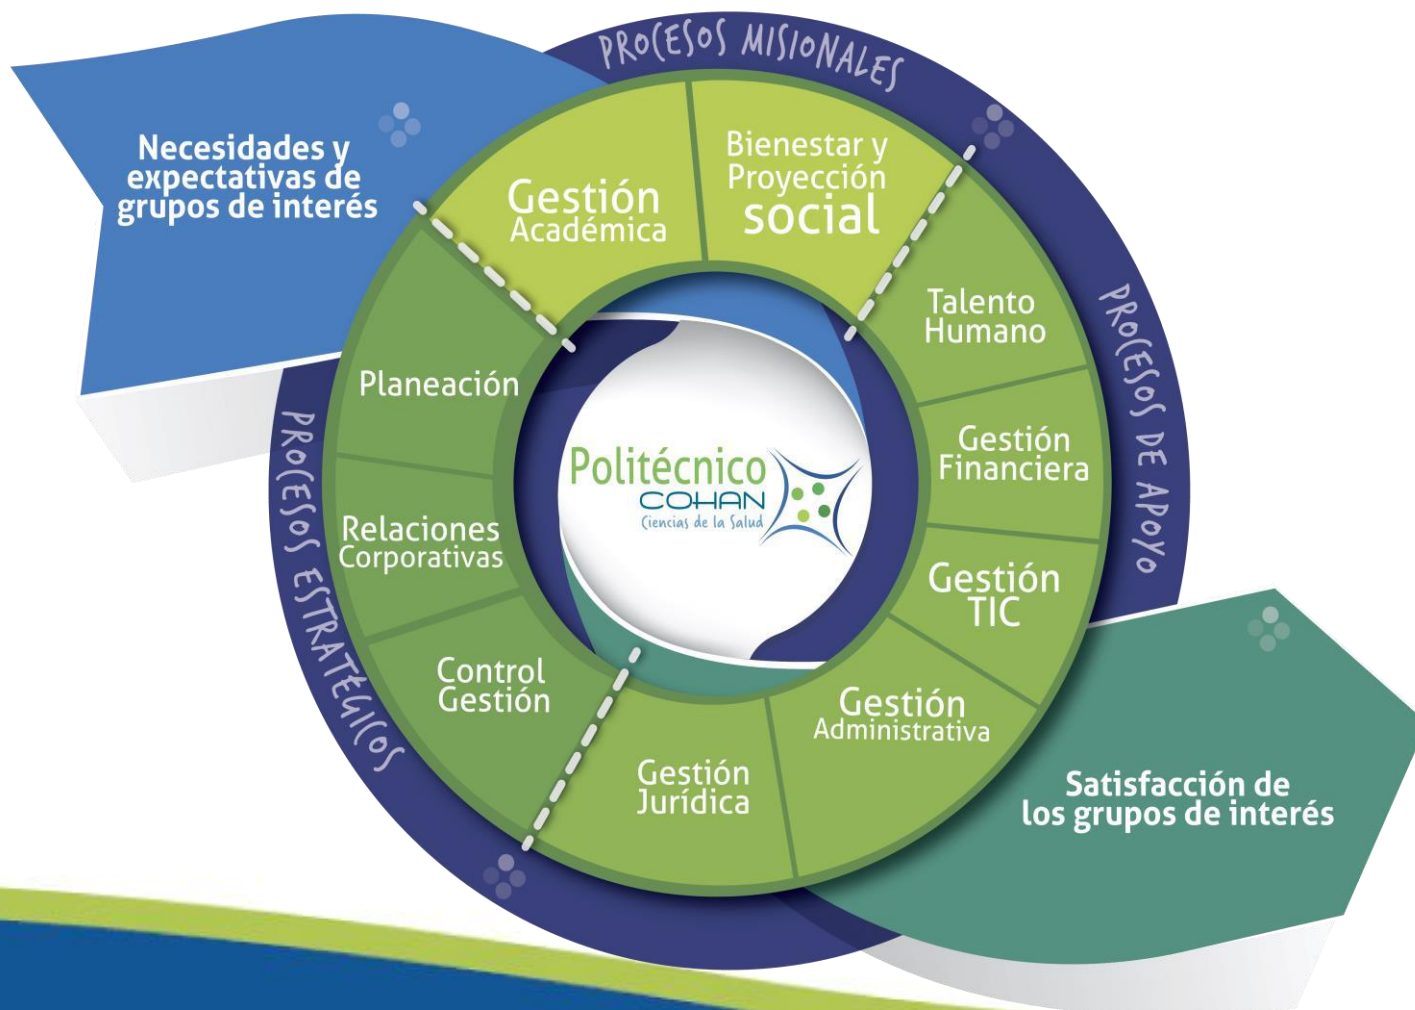 PROCESOS MISIONALES
Necesidades y
expectativas de
grupos de interés
Gestión
Académica
Bienestar y
Proyección
social
Talento
Humano
PROCESOS DE APOYO
Gestión
Financiera
Gestión
TIC
Gestión
Administrativa
Gestión
Jurídica
Control
Gestión
Relaciones
Corporativas
Planeación
PROCESOS ESTRATEGICOS
Politécnico
COHAN
Ciencias de la Salud
Satisfacción de
los grupos de interés